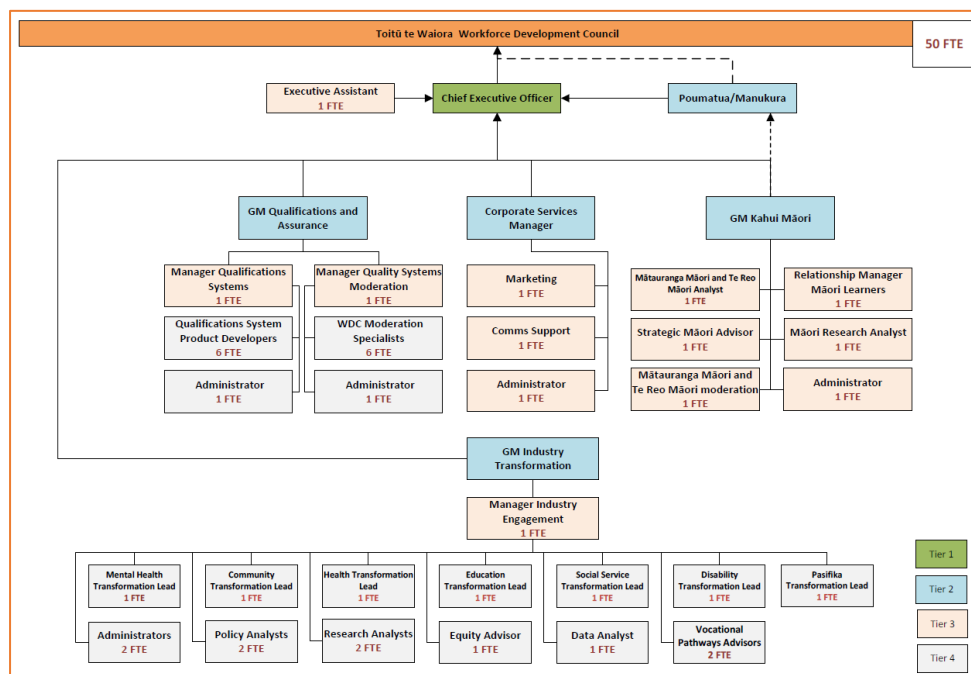 Toitū te Waiora Workforce Development Council
50 FTE
Executive Assistant
1 FTE
Chief Executive Officer
Poumatua/Manukura
GM Qualifications and
Assurance
Corporate Services
Manager
GM Kahui Māori
Manager Qualifications
Systems
1 FTE
Manager Quality Systems
Moderation
1 FTE
Qualifications System
Product Developers
6 FTE
WDC Moderation
Specialists
6 FTE
Administrator
1 FTE
Administrator
1 FTE
Marketing
1 FTE
Comms Support
1 FTE
Administrator
1 FTE
Mātauranga Māori and Te Reo
Māori Analyst
1 FTE
Relationship Manager
Māori Learners
1 FTE
Strategic Māori Advisor
1 FTE
Māori Research Analyst
1 FTE
Mātauranga Māori and
Te Reo Māori moderation
1 FTE
Administrator
1 FTE
GM Industry
Transformation
Manager Industry
Engagement
1 FTE
Mental Health
Transformation Lead
1 FTE
Community
Transformation Lead
1 FTE
Health Transformation
Lead
1 FTE
Education
Transformation Lead
1 FTE
Social Service
Transformation Lead
1 FTE
Disability
Transformation Lead
1 FTE
Pasifika
Transformation Lead
1 FTE
Administrators
2 FTE
Policy Analysts
2 FTE
Research Analysts
2 FTE
Equity Advisor
1 FTE
Data Analyst
1 FTE
Vocational
Pathways Advisors
2 FTE
Tier 1
Tier 2
Tier 3
Tier 4